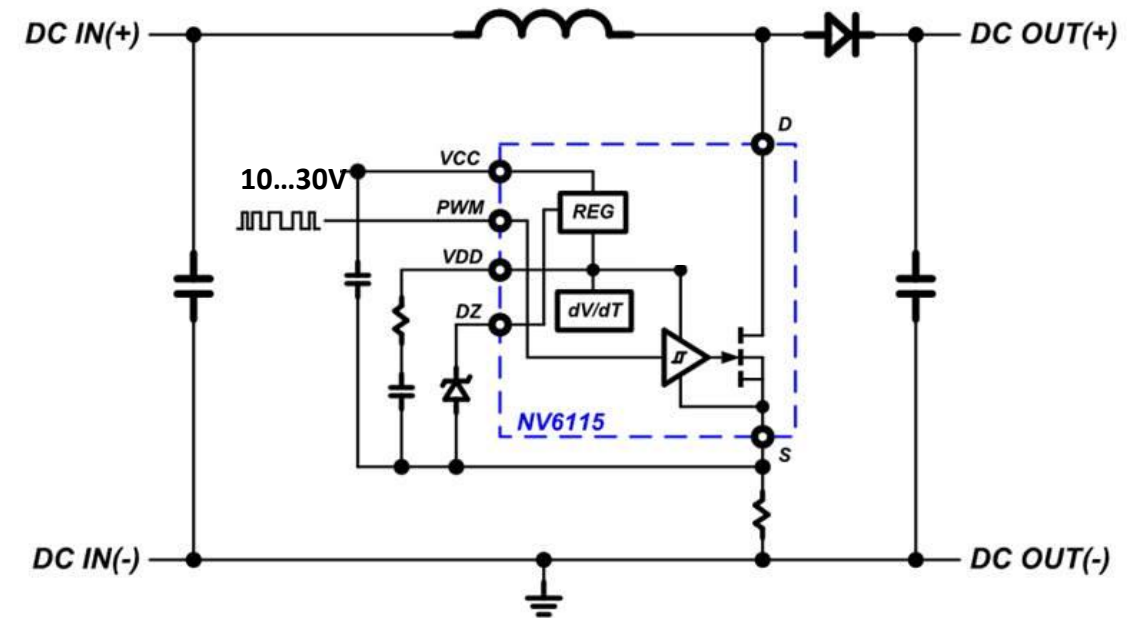 DC IN(+)
DC OUT(+)
D
VCC
10...30V
REG
PWM
VDD
DZ
dV/dT
NV6115
S
DC IN(-)
DC OUT(-)